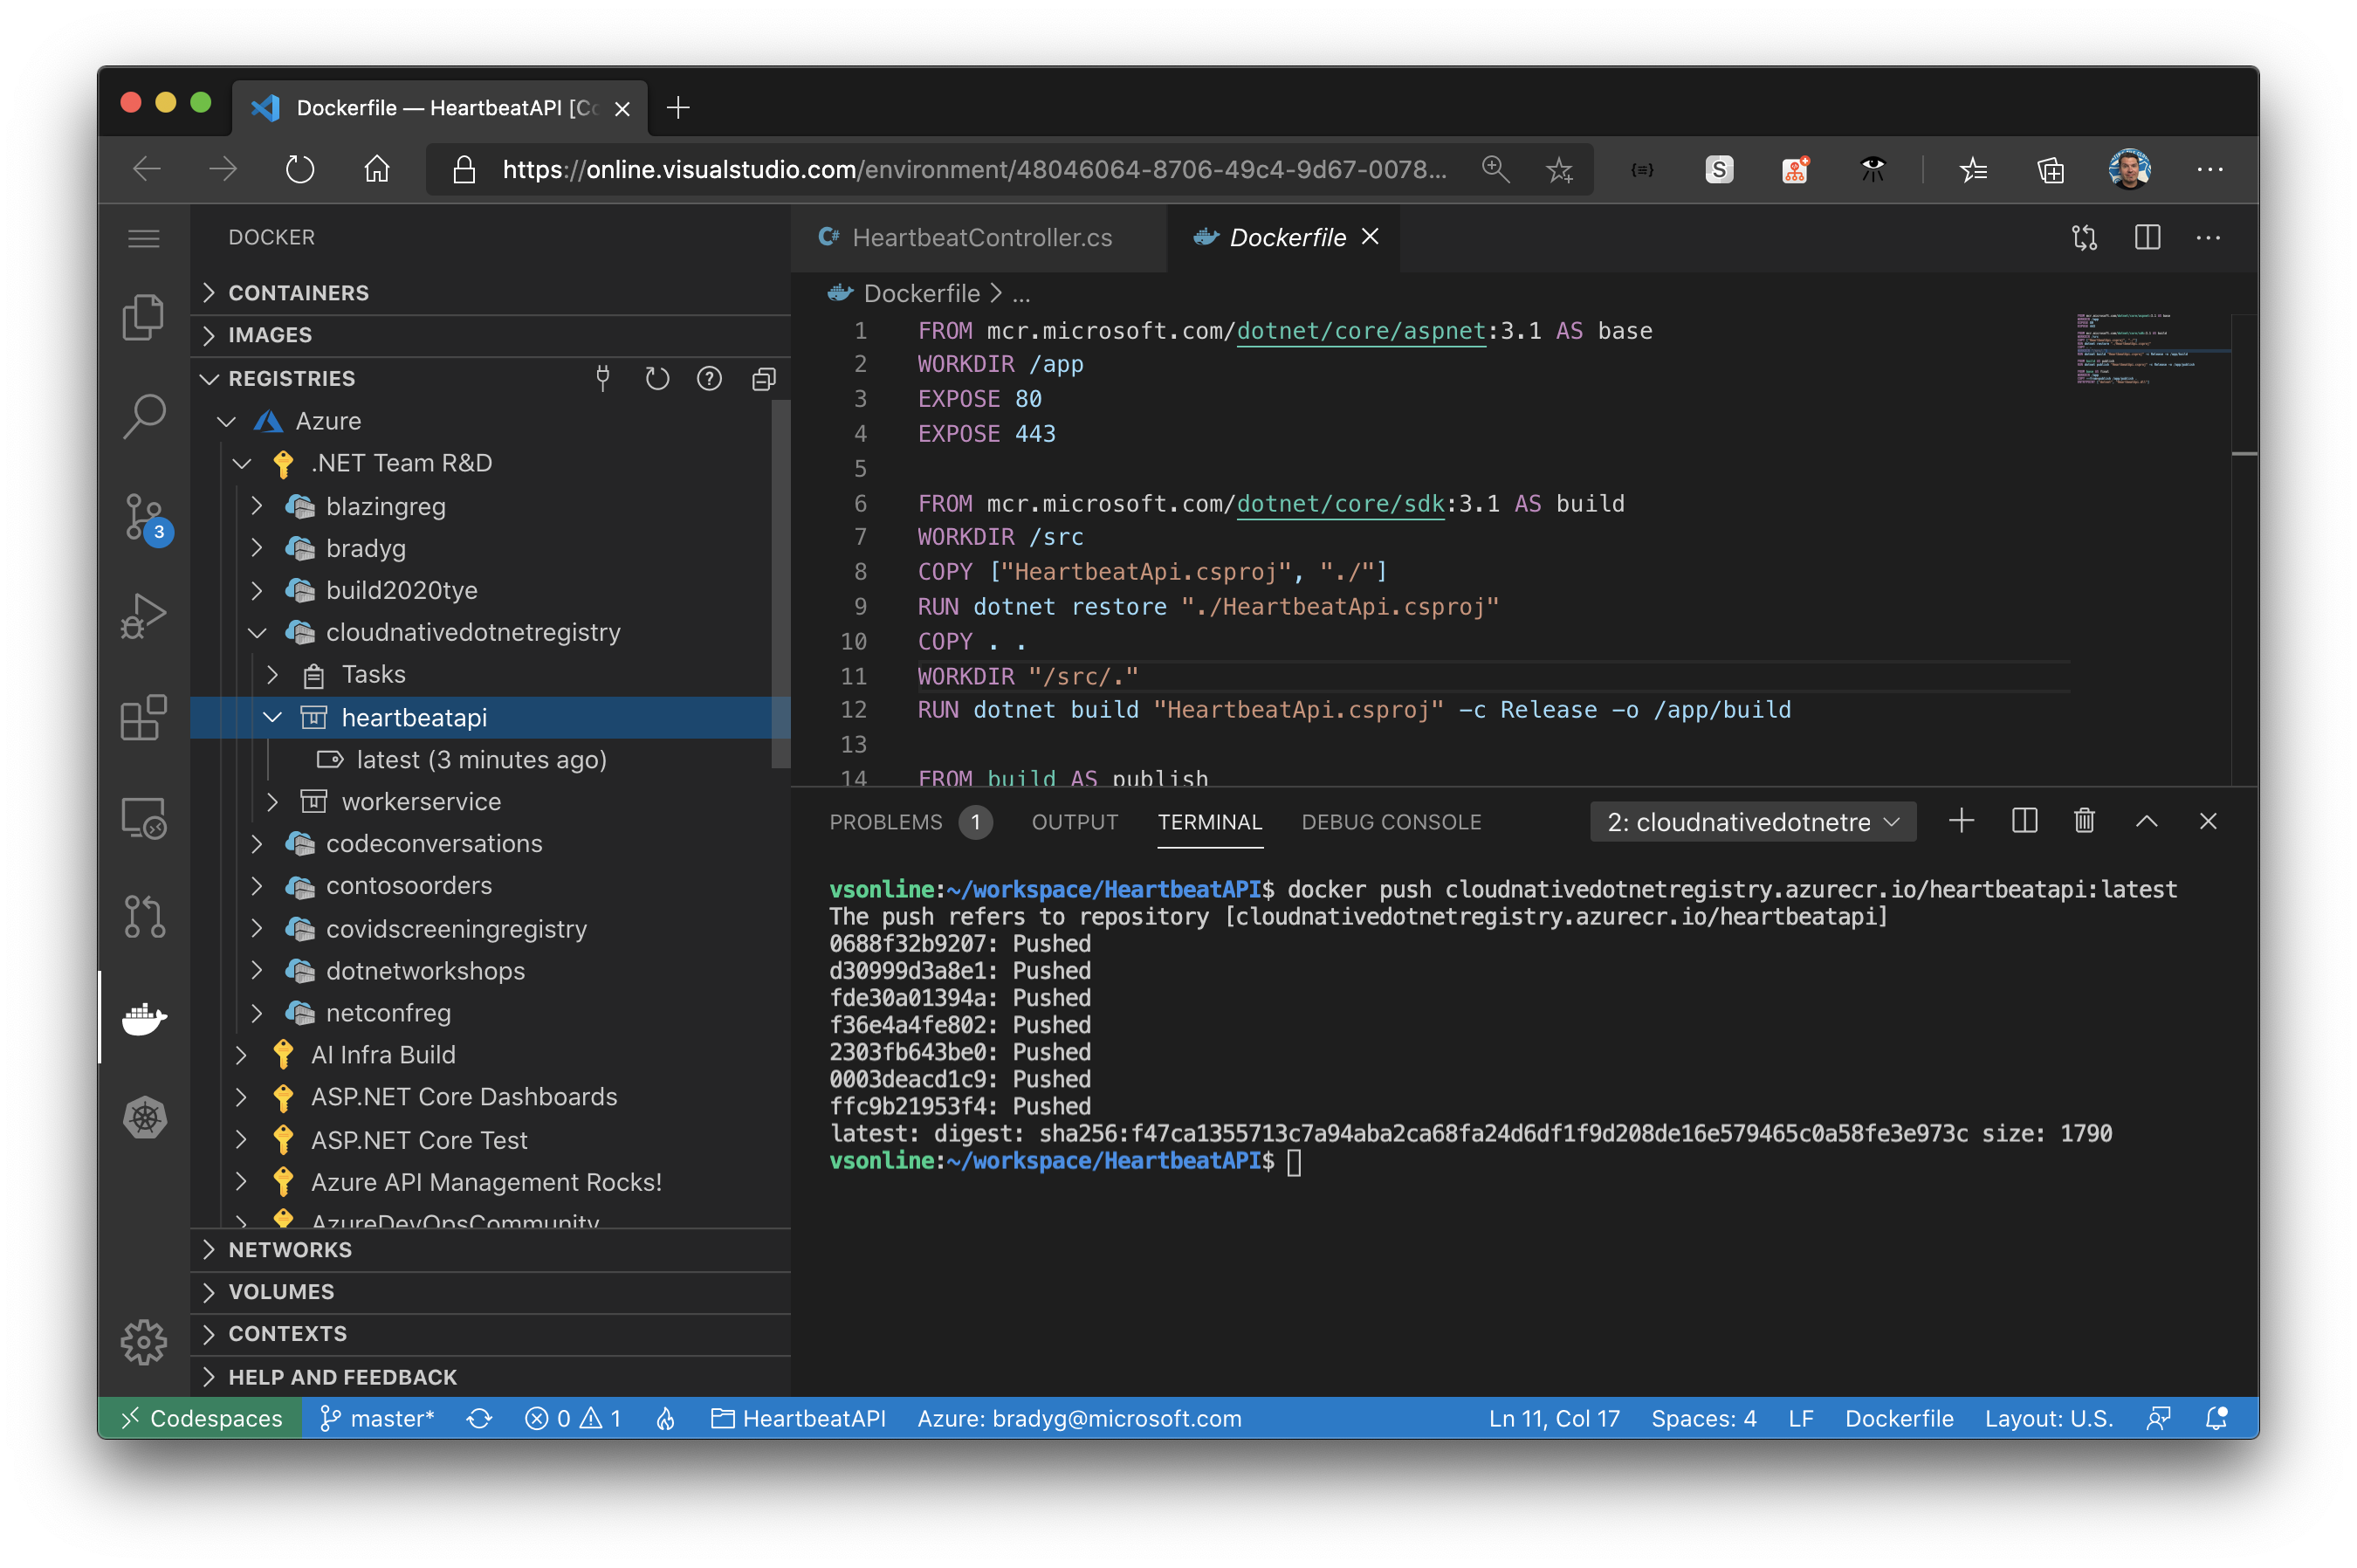 Dockerfile — HeartbeatAPI [Co
https://online.visualstudio.com/environment/48046064-8706-49c4-9d67-0078...
DOCKER
CONTAINERS
IMAGES
REGISTRIES
Azure
.NET Team R&D
blazingreg
bradyg
build2020tye
cloudnativedotnetregistry
Tasks
heartbeatapi
latest (3 minutes ago)
workerservice
codeconversations
contosoorders
covidscreeningregistry
dotnetworkshops
netconfreg
AI Infra Build
ASP.NET Core Dashboards
ASP.NET Core Test
Azure API Management Rocks!
AzureDevOpsCommunity
NETWORKS
VOLUMES
CONTEXTS
HELP AND FEEDBACK
3
HeartbeatController.cs
Dockerfile
Dockerfile > ...
1 FROM mcr.microsoft.com/dotnet/core/aspnet:3.1 AS base
2 WORKDIR /app
3 EXPOSE 80
4 EXPOSE 443
5
6 FROM mcr.microsoft.com/dotnet/core/sdk:3.1 AS build
7 WORKDIR /src
8 COPY ["HeartbeatApi.csproj", "./"]
9 RUN dotnet restore "./HeartbeatApi.csproj"
10 COPY . .
11 WORKDIR "/src/."
12 RUN dotnet build "HeartbeatApi.csproj" -c Release -o /app/build
13
14 FROM build AS publish
PROBLEMS 1 OUTPUT TERMINAL DEBUG CONSOLE 2: cloudnativedotnetre
vsonline:~/workspace/HeartbeatAPI$ docker push cloudnativedotnetregistry.azurecr.io/heartbeatapi:latest
The push refers to repository [cloudnativedotnetregistry.azurecr.io/heartbeatapi]
0688f32b9207: Pushed
d30999d3a8e1: Pushed
fde30a01394a: Pushed
f36e4a4fe802: Pushed
2303fb643be0: Pushed
0003deacd1c9: Pushed
ffc9b21953f4: Pushed
latest: digest: sha256:f47ca1355713c7a94aba2ca68fa24d6df1f9d208de16e579465c0a58fe3e973c size: 1790
vsonline:~/workspace/HeartbeatAPI$
Codespaces master* 0 1 HeartbeatAPI Azure: bradyg@microsoft.com Ln 11, Col 17 Spaces: 4 LF Dockerfile Layout: U.S.